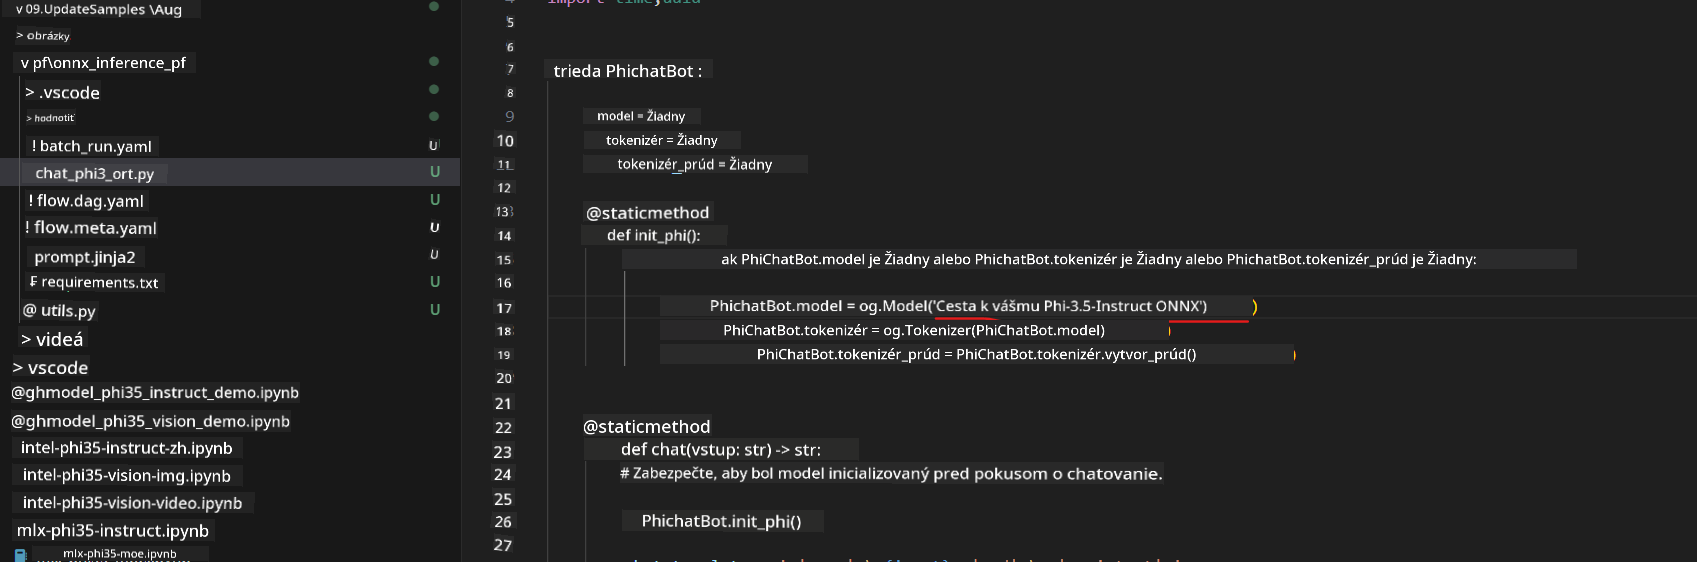 v 09.UpdateSamples \Aug
> obrázky
v pf\onnx_inference_pf
> .vscode
> hodnotiť
! batch_run.yaml U
chat_phi3_ort.py U
! flow.dag.yaml U
! flow.meta.yaml U
prompt.jinja2 U
requirements.txt U
@ utils.py U
> videá
> vscode
@ghmodel_phi35_instruct_demo.ipynb
@ghmodel_phi35_vision_demo.ipynb
intel-phi35-instruct-zh.ipynb
intel-phi35-vision-img.ipynb
intel-phi35-vision-video.ipynb
mlx-phi35-instruct.ipynb
mlx-phi35-moe.ipynb
import time,uuid
5
6
7 trieda PhichatBot :
8
9 model = Žiadny
10 tokenizér = Žiadny
11 tokenizér_prúd = Žiadny
12
13 @staticmethod
14 def init_phi():
15 ak PhiChatBot.model je Žiadny alebo PhichatBot.tokenizér je Žiadny alebo PhichatBot.tokenizér_prúd je Žiadny:
16
17 PhichatBot.model = og.Model('Cesta k vášmu Phi-3.5-Instruct ONNX') )
18 PhiChatBot.tokenizér = og.Tokenizer(PhiChatBot.model) )
19 PhiChatBot.tokenizér_prúd = PhiChatBot.tokenizér.vytvor_prúd() )
20
21
22 @staticmethod
23 def chat(vstup: str) -> str:
24 # Zabezpečte, aby bol model inicializovaný pred pokusom o chatovanie.
25
26 PhichatBot.init_phi()
27